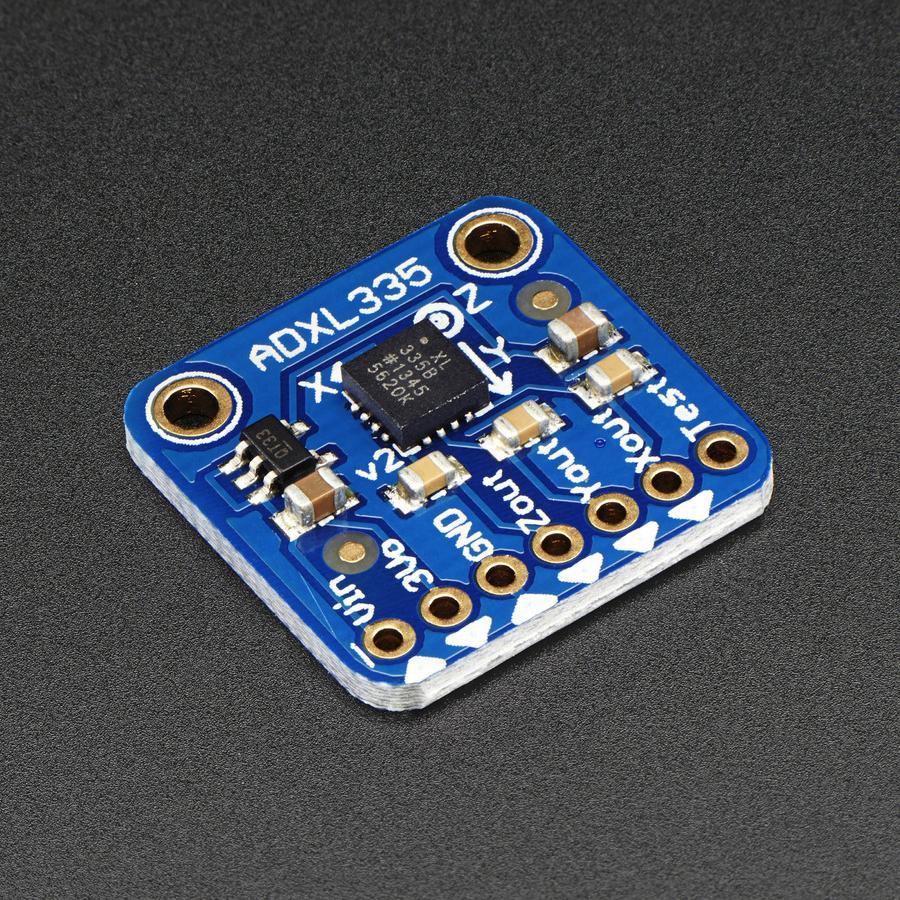 ADXL335
Z
Y
X
XL
335B
#1345
5620K
v2
Vin
3Vo
GND
Zout
Yout
Xout
Test